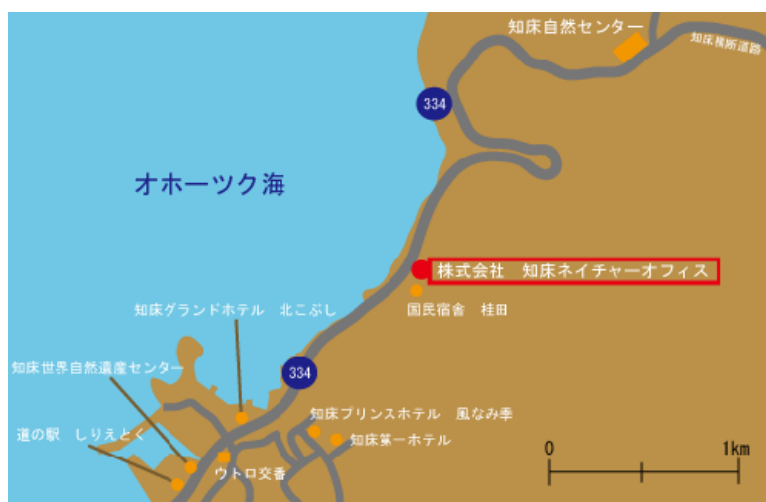 知床自然センター
知床横断道路
334
オホーツク海
株式会社 知床ネイチャーオフィス
国民宿舎 桂田
知床グランドホテル 北こぶし
334
知床世界自然遺産センター
知床プリンスホテル 風なみ季
道の駅 しりえとく
知床第一ホテル
ウトロ交番
0 1km